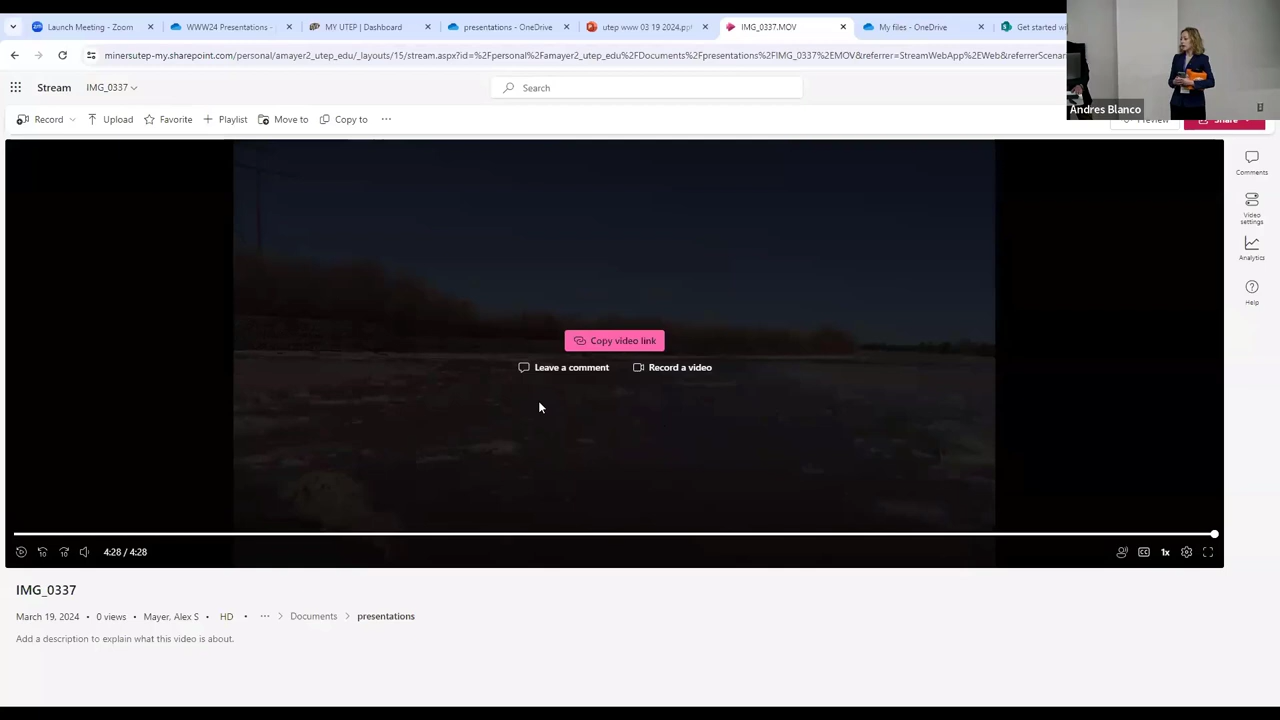 Launch Meeting - Zoom
WWW24 Presentations -
MY UTEP | Dashboard
presentations - OneDrive
utep www 03 19 2024.ppt
IMG_0337.MOV
My files - OneDrive
Get started wi
minersutep-my.sharepoint.com/personal/amayer2_utep_edu/_layouts/15/stream.aspx?id=%2Fpersonal%2Famayer2_utep_edu%2FDocuments%2Fpresentations%2FIMG_0337%2EMOV&referrer=StreamWebApp%2EWeb&referrerScenar
Andres Blanco
Stream
IMG_0337
Search
Record
Upload
Favorite
Playlist
Move to
Copy to
Preview
Share
Comments
Video
settings
Analytics
Help
Copy video link
Leave a comment
Record a video
4:28 / 4:28
1x
IMG_0337
March 19, 2024 • 0 views • Mayer, Alex S • HD • ... > Documents > presentations
Add a description to explain what this video is about.